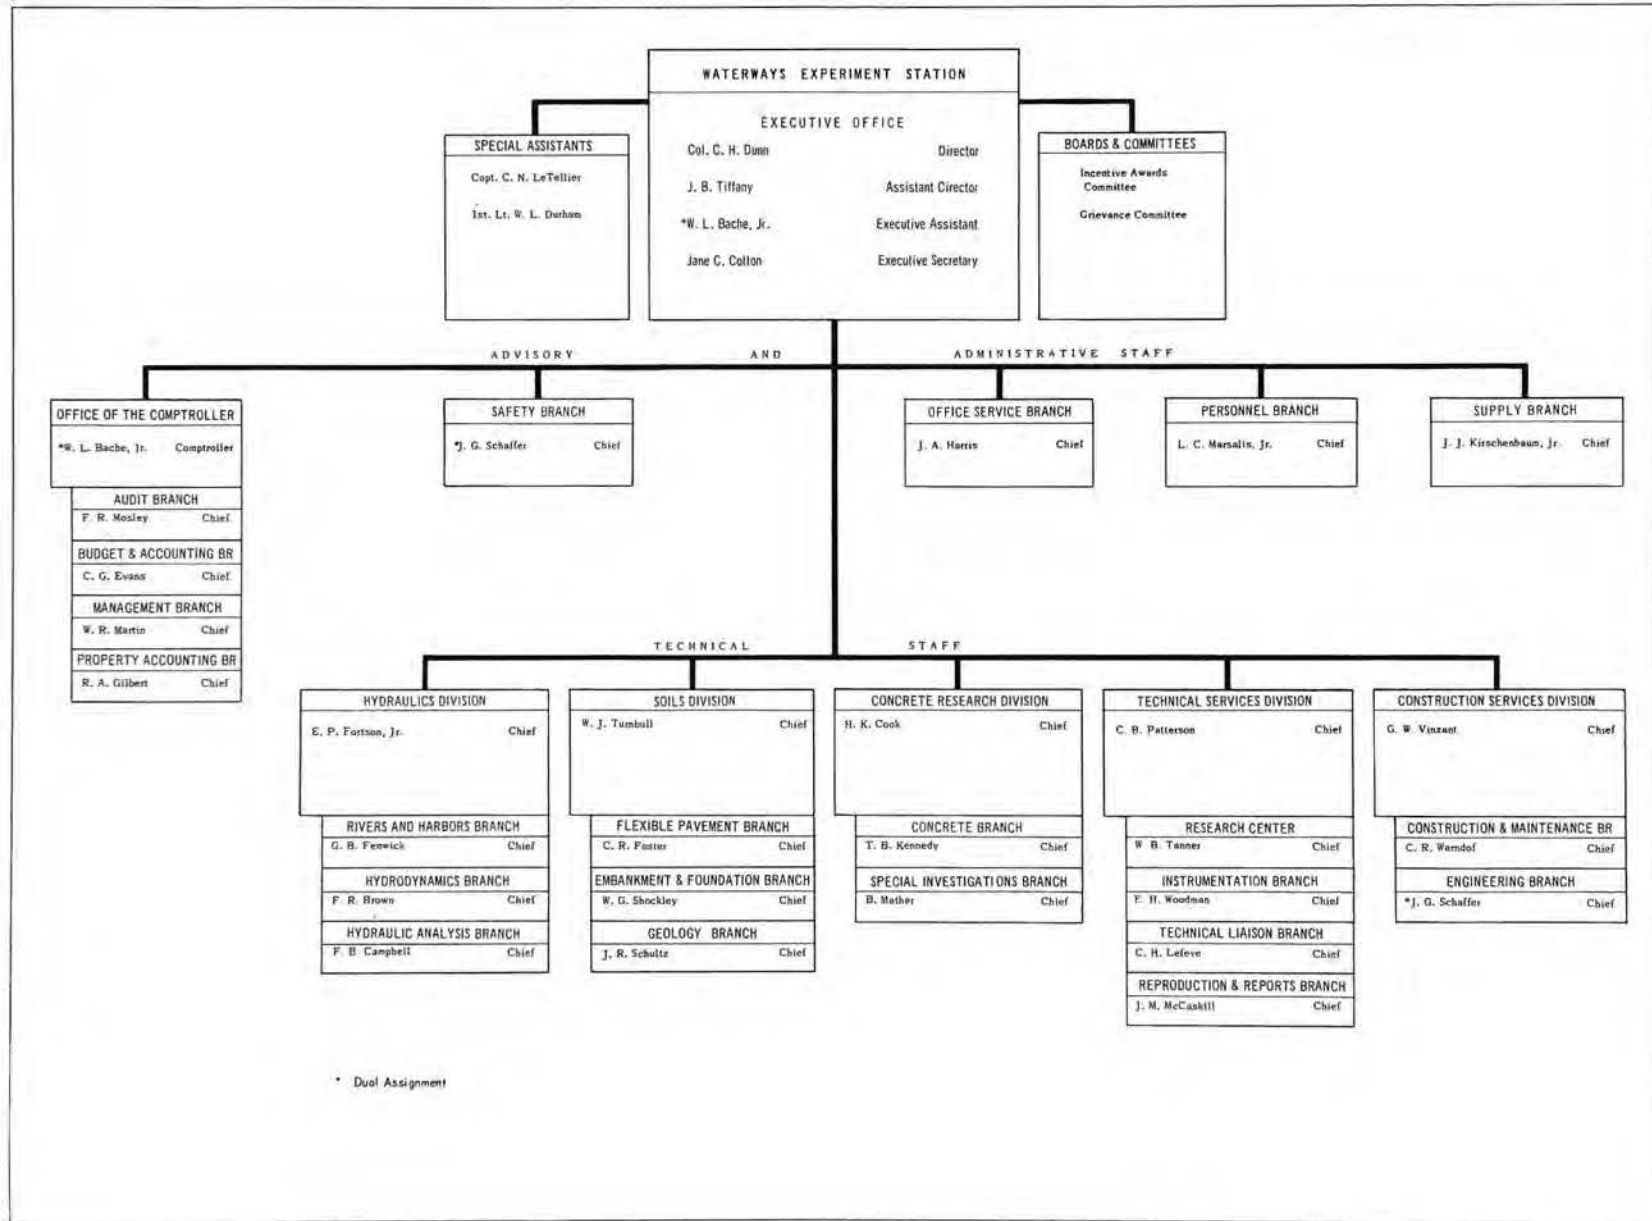 WATERWAYS EXPERIMENT STATION
EXECUTIVE OFFICE
Col. C. H. Dunn Director
J. B. Tiffany Assistant Director
*W. L. Bache, Jr. Executive Assistant
Jane C. Cotton Executive Secretary
SPECIAL ASSISTANTS
Capt. C. N. LeTellier
1st. Lt. W. L. Durham
BOARDS & COMMITTEES
Incentive Awards
Committee
Grievance Committee
ADVISORY AND ADMINISTRATIVE STAFF
OFFICE OF THE COMPTROLLER
*W. L. Bache, Jr. Comptroller
AUDIT BRANCH
F. R. Mosley Chief
BUDGET & ACCOUNTING BR
C. G. Evans Chief
MANAGEMENT BRANCH
W. R. Martin Chief
PROPERTY ACCOUNTING BR
R. A. Gilbert Chief
SAFETY BRANCH
*J. G. Schaffer Chief
OFFICE SERVICE BRANCH
J. A. Harris Chief
PERSONNEL BRANCH
L. C. Marsalis, Jr. Chief
SUPPLY BRANCH
J. J. Kirschenbaum, Jr. Chief
TECHNICAL STAFF
HYDRAULICS DIVISION
E. P. Fortson, Jr. Chief
RIVERS AND HARBORS BRANCH
G. B. Fenwick Chief
HYDRODYNAMICS BRANCH
F. R. Brown Chief
HYDRAULIC ANALYSIS BRANCH
F. B. Campbell Chief
SOILS DIVISION
W. J. Turnbull Chief
FLEXIBLE PAVEMENT BRANCH
C. R. Foster Chief
EMBANKMENT & FOUNDATION BRANCH
W. G. Shockley Chief
GEOLOGY BRANCH
J. R. Schultz Chief
CONCRETE RESEARCH DIVISION
H. K. Cook Chief
CONCRETE BRANCH
T. B. Kennedy Chief
SPECIAL INVESTIGATIONS BRANCH
B. Mather Chief
TECHNICAL SERVICES DIVISION
C. B. Patterson Chief
RESEARCH CENTER
W. B. Tanner Chief
INSTRUMENTATION BRANCH
E. H. Woodman Chief
TECHNICAL LIAISON BRANCH
C. H. Lefeve Chief
REPRODUCTION & REPORTS BRANCH
J. M. McCaskill Chief
CONSTRUCTION SERVICES DIVISION
G. W. Vinzant Chief
CONSTRUCTION & MAINTENANCE BR
C. R. Warndof Chief
ENGINEERING BRANCH
*J. G. Schaffer Chief
* Dual Assignment